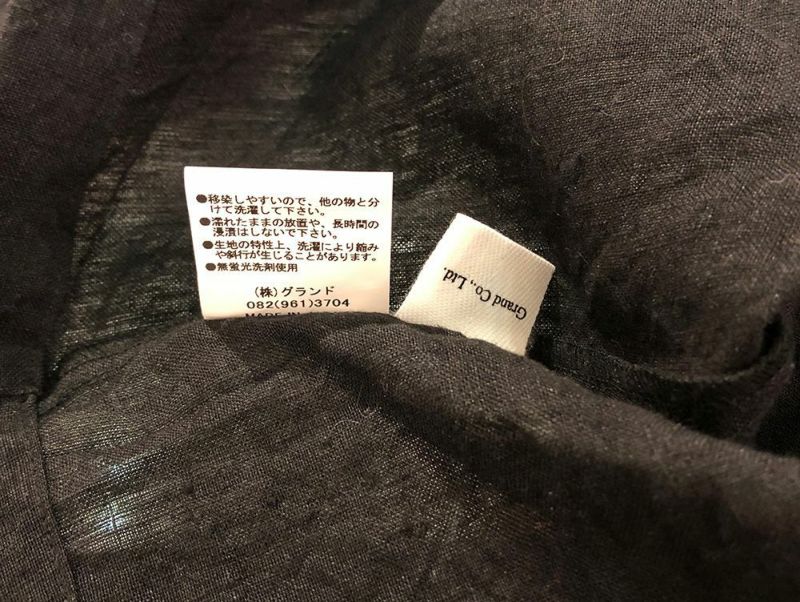 ●移染しやすいので、他の物と分
けて洗濯して下さい。
●濡れたままの放置や、長時間の
浸漬はしないで下さい。
●生地の特性上、洗濯により縮み
や斜行が生じることがあります。
●無蛍光洗剤使用
(株)グランド
082(961)3704
MADE IN
Grand Co., Ltd.